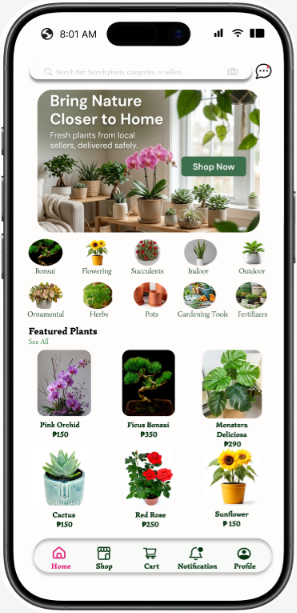 8:01 AM
Search Bar: Search plants, categories, or sellers...
Bring Nature
Closer to Home
Fresh plants from local
sellers, delivered safely.
Shop Now
Bonsai
Flowering
Succulents
Indoor
Outdoor
Ornamental
Herbs
Pots
Gardening Tools
Fertilizers
Featured Plants
See All
Pink Orchid
₱150
Ficus Bonsai
₱350
Monstera
Deliciosa
₱290
Cactus
₱150
Red Rose
₱250
Sunflower
₱ 150
Home
Shop
Cart
Notification
Profile